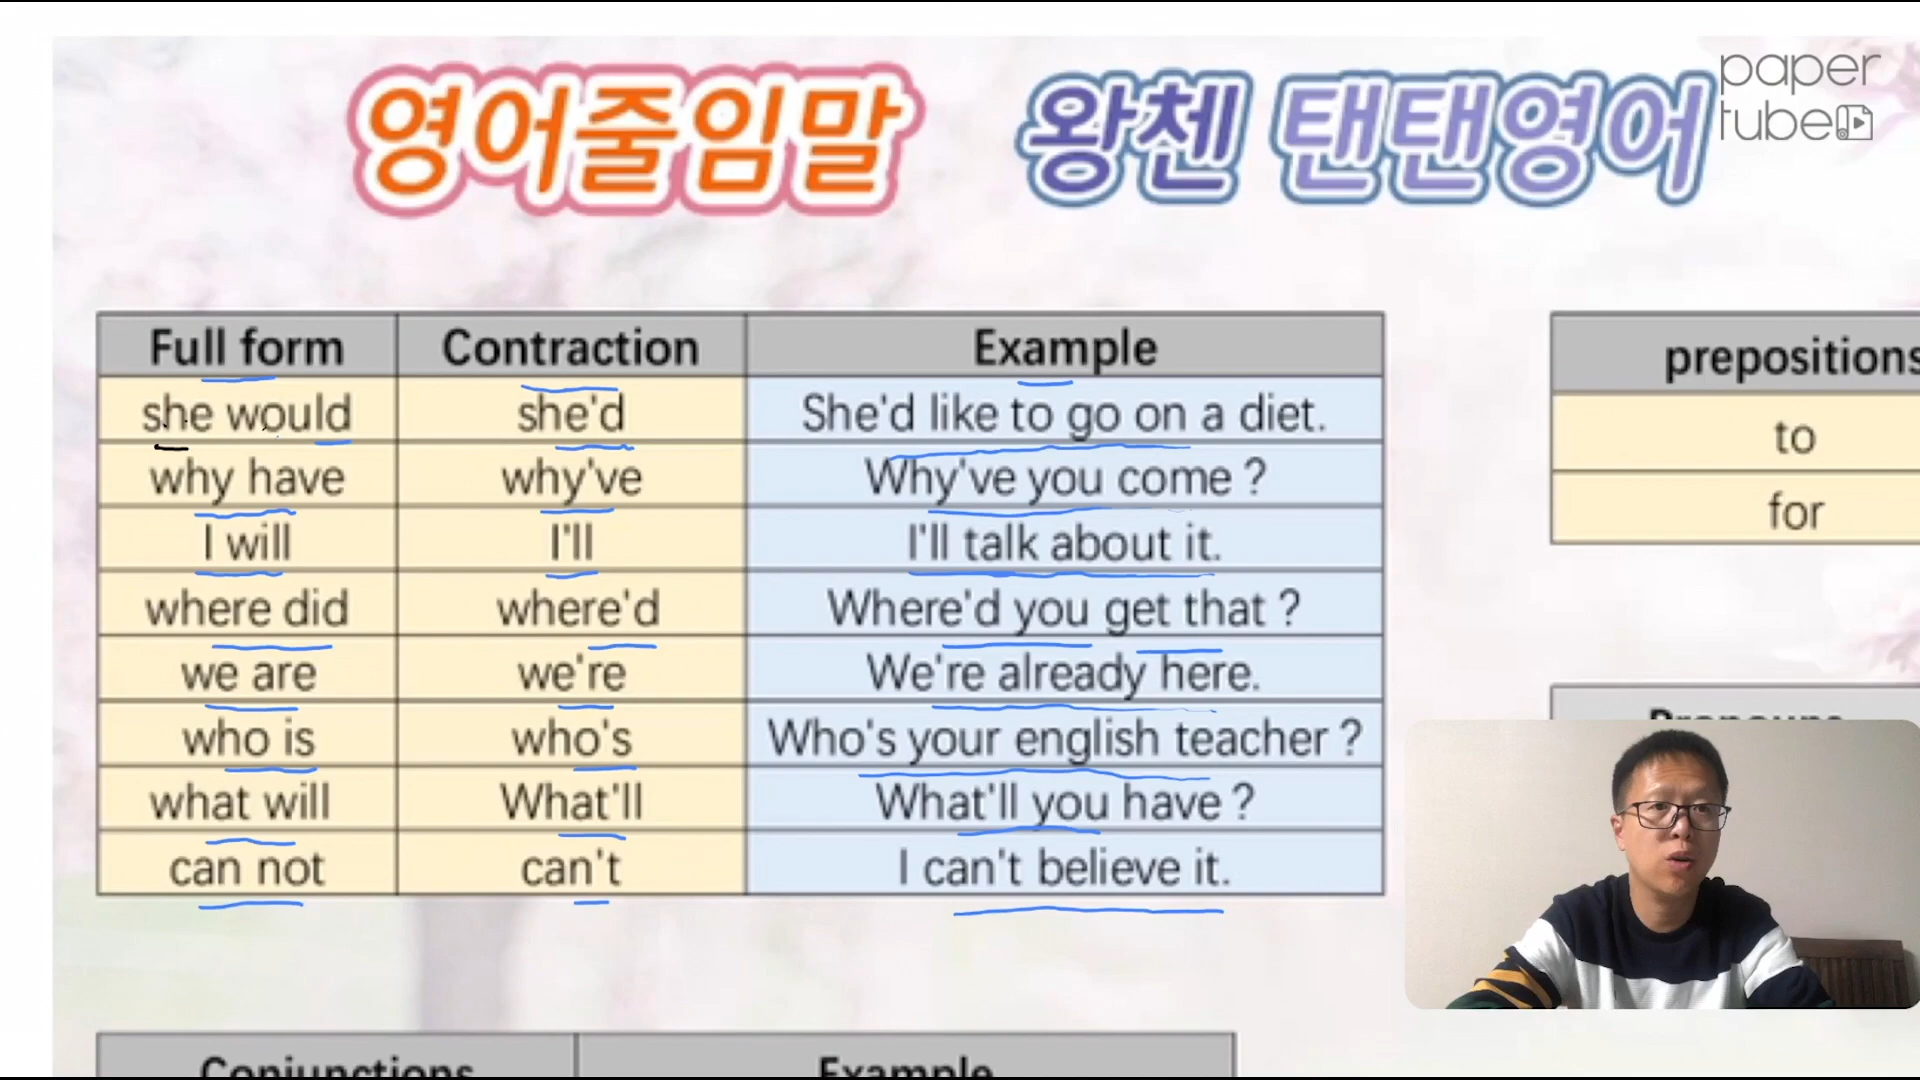 영어줄임말 왕첸 탠탠영어
paper
tube
Full form Contraction Example
she would she'd She'd like to go on a diet.
why have why've Why've you come ?
I will I'll I'll talk about it.
where did where'd Where'd you get that ?
we are we're We're already here.
who is who's Who's your english teacher ?
what will What'll What'll you have ?
can not can't I can't believe it.
prepositions
to
for
Pronouns
Conjunctions Example